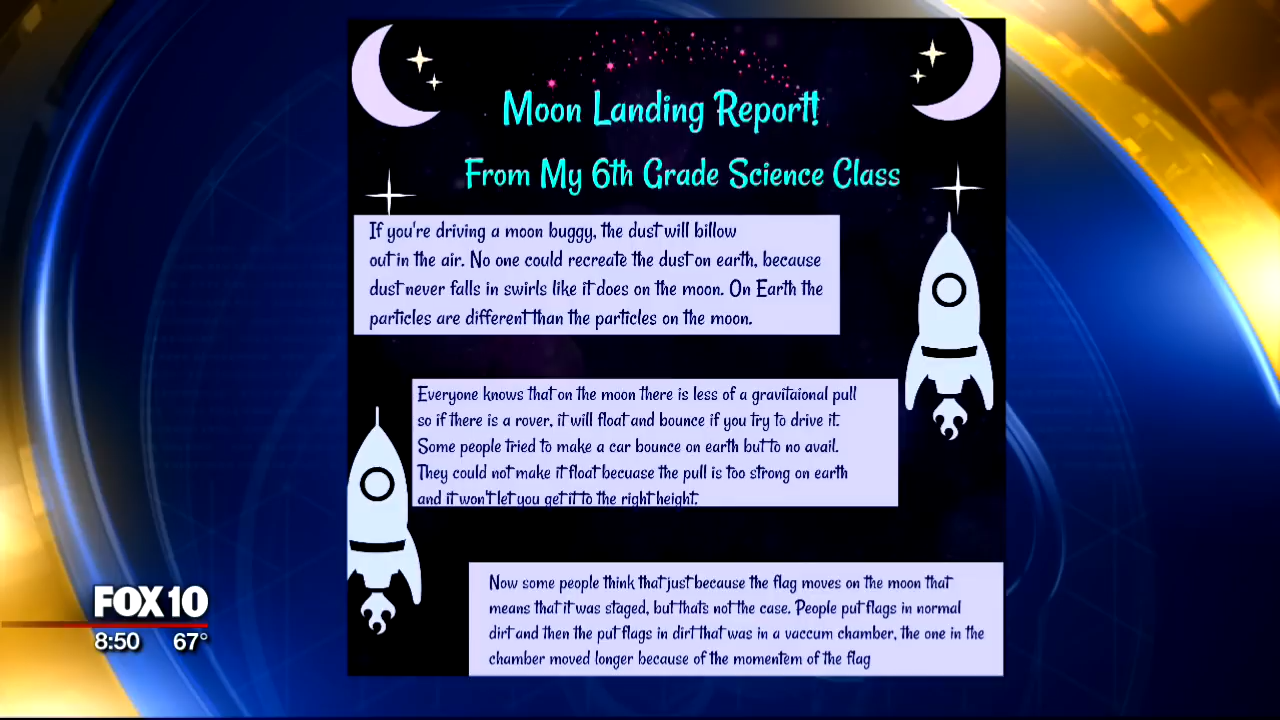 Moon Landing Report!
From My 6th Grade Science Class
If you're driving a moon buggy, the dust will billow
out in the air. No one could recreate the dust on earth, because
dust never falls in swirls like it does on the moon. On Earth the
particles are different than the particles on the moon.
Everyone knows that on the moon there is less of a gravitaional pull
so if there is a rover, it will float and bounce if you try to drive it.
Some people tried to make a car bounce on earth but to no avail.
They could not make it float becuase the pull is too strong on earth
and it won't let you get it to the right height.
Now some people think that just because the flag moves on the moon that
means that it was staged, but thats not the case. People put flags in normal
dirt and then the put flags in dirt that was in a vaccum chamber, the one in the
chamber moved longer because of the momentem of the flag
FOX 10
8:50 67°